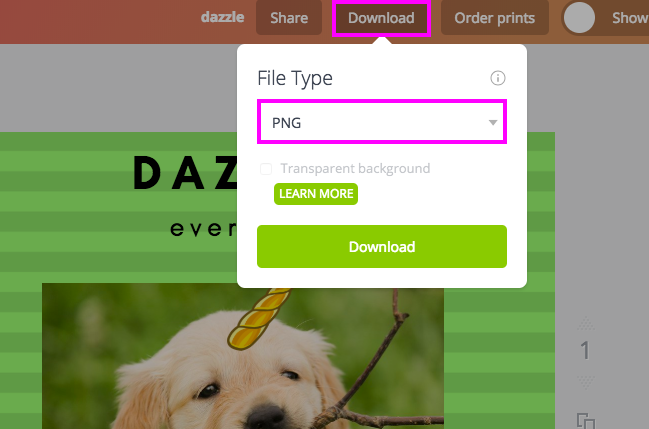 dazzle Share Download Order prints Show
File Type
PNG
Transparent background
LEARN MORE
Download
DAZ
ever
1